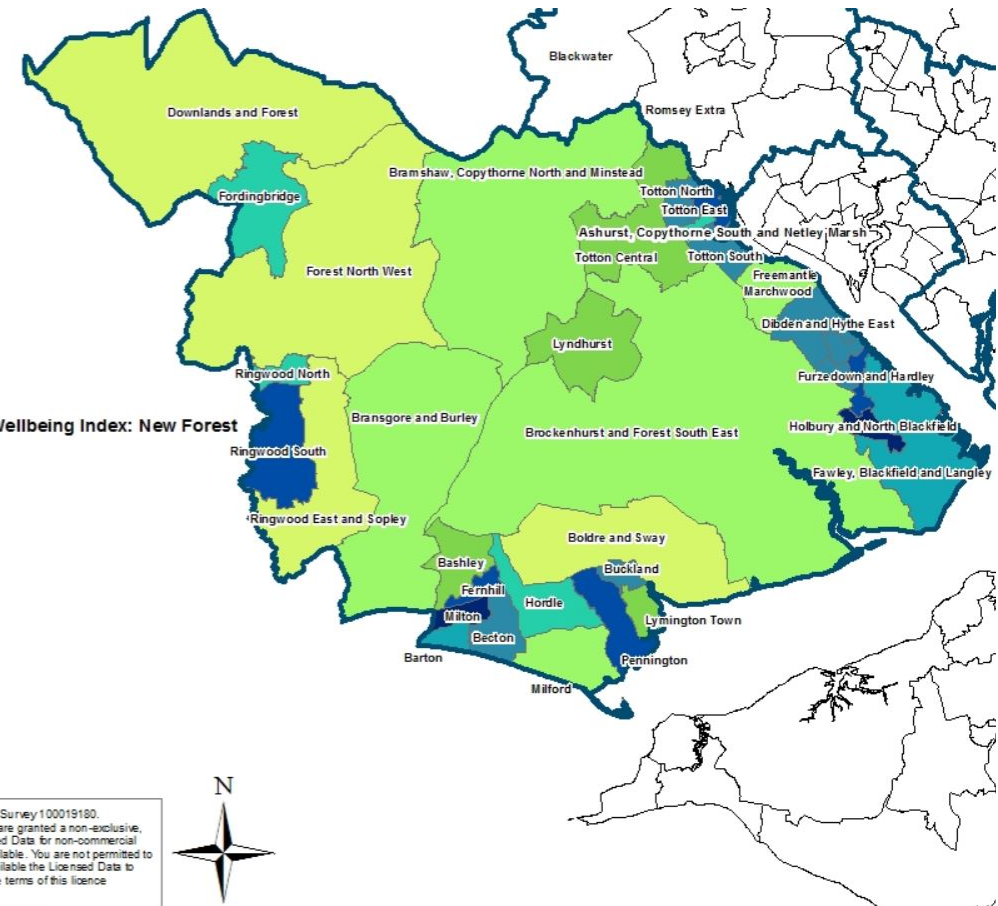 Blackwater
Romsey Extra
Downlands and Forest
Bramshaw, Copythorne North and Minstead
Totton North
Fordingbridge
Totton East
Ashurst, Copythorne South and Netley Marsh
Totton Central
Totton South
Forest North West
Freemantle
Marchwood
Dibden and Hythe East
Lyndhurst
Ringwood North
Furzedown and Hardley
Bransgore and Burley
Wellbeing Index: New Forest
Brockenhurst and Forest South East
Holbury and North Blackfield
Ringwood South
Fawley, Blackfield and Langley
Ringwood East and Sopley
Boldre and Sway
Bashley
Buckland
Fernhill
Hordle
Milton
Lymington Town
Becton
Barton
Pennington
Milford
N
Survey 100019180.
are granted a non-exclusive,
ed Data for non-commercial
ilable. You are not permitted to
ailable the Licensed Data to
e terms of this licence